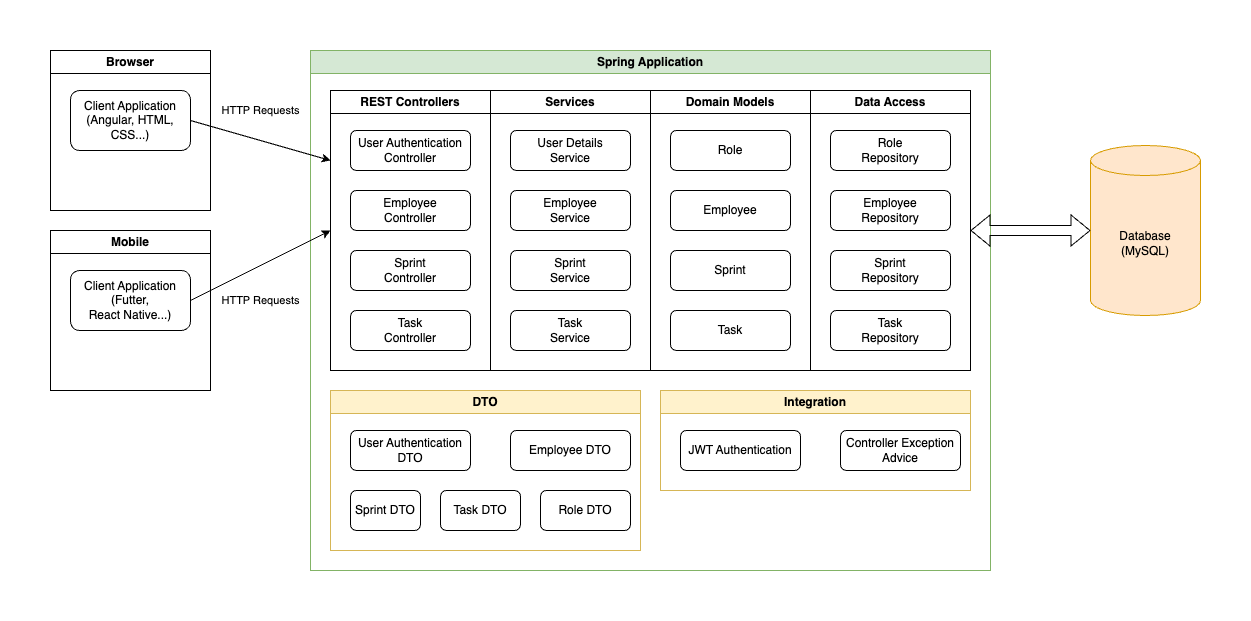 Browser
Client Application
(Angular, HTML,
CSS...)
HTTP Requests
Mobile
Client Application
(Futter,
React Native...)
HTTP Requests
Spring Application
REST Controllers
User Authentication
Controller
Employee
Controller
Sprint
Controller
Task
Controller
Services
User Details
Service
Employee
Service
Sprint
Service
Task
Service
Domain Models
Role
Employee
Sprint
Task
Data Access
Role
Repository
Employee
Repository
Sprint
Repository
Task
Repository
DTO
User Authentication
DTO
Employee DTO
Sprint DTO
Task DTO
Role DTO
Integration
JWT Authentication
Controller Exception
Advice
Database
(MySQL)